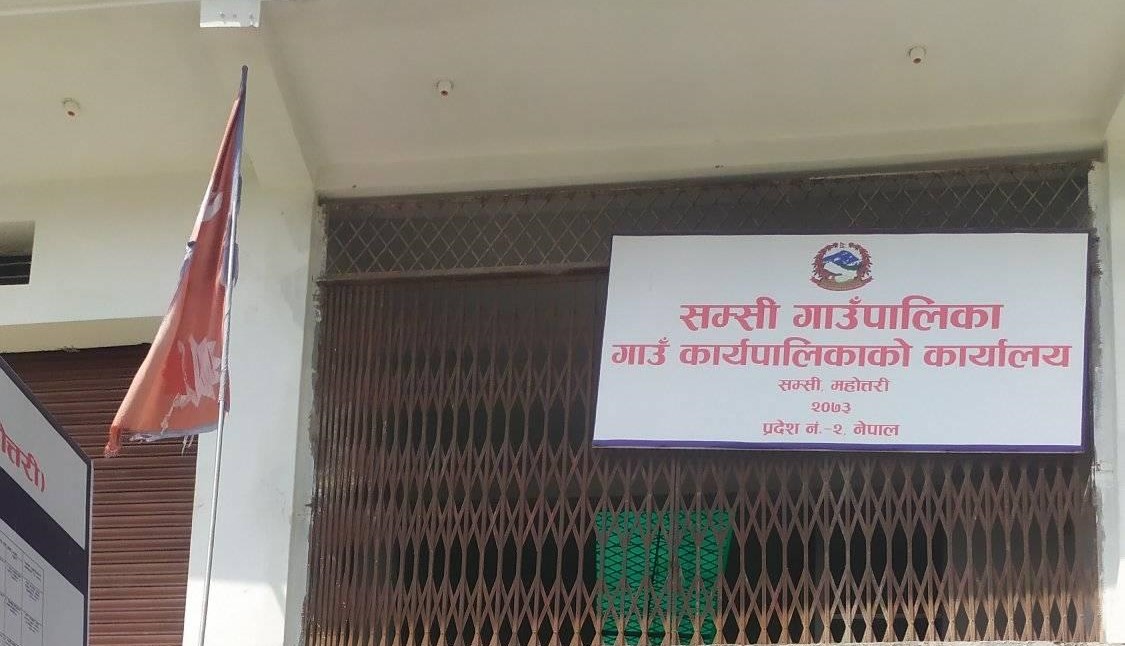 सम्सी गाउँपालिका
गाउँ कार्यपालिकाको कार्यालय
सम्सी, महोत्तरी
२०७३
प्रदेश नं.-२, नेपाल